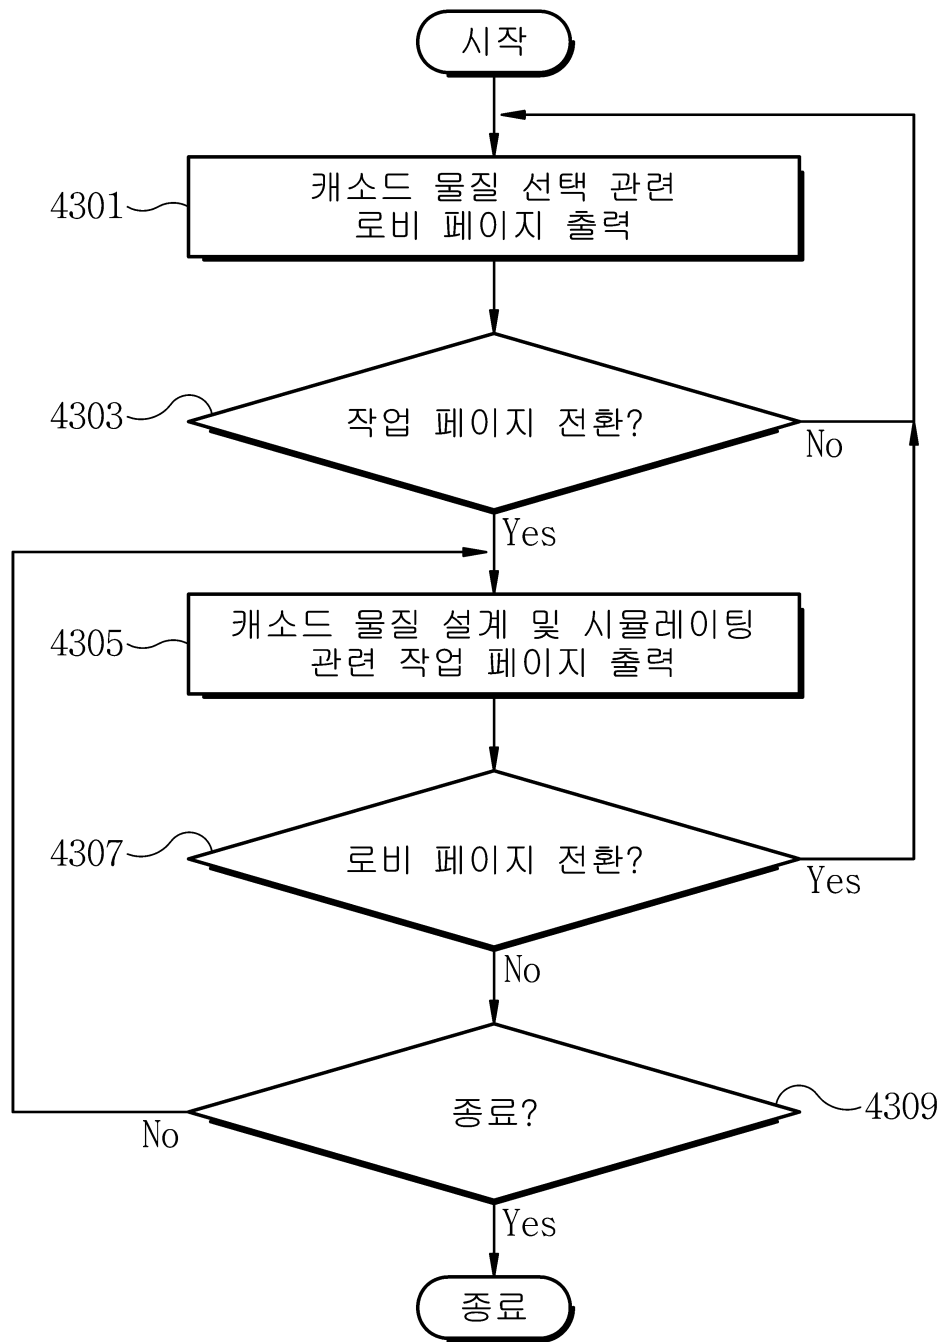 시작
4301
캐소드 물질 선택 관련
로비 페이지 출력
4303
작업 페이지 전환?
No
Yes
4305
캐소드 물질 설계 및 시뮬레이팅
관련 작업 페이지 출력
4307
로비 페이지 전환?
Yes
No
종료?
4309
No
Yes
종료